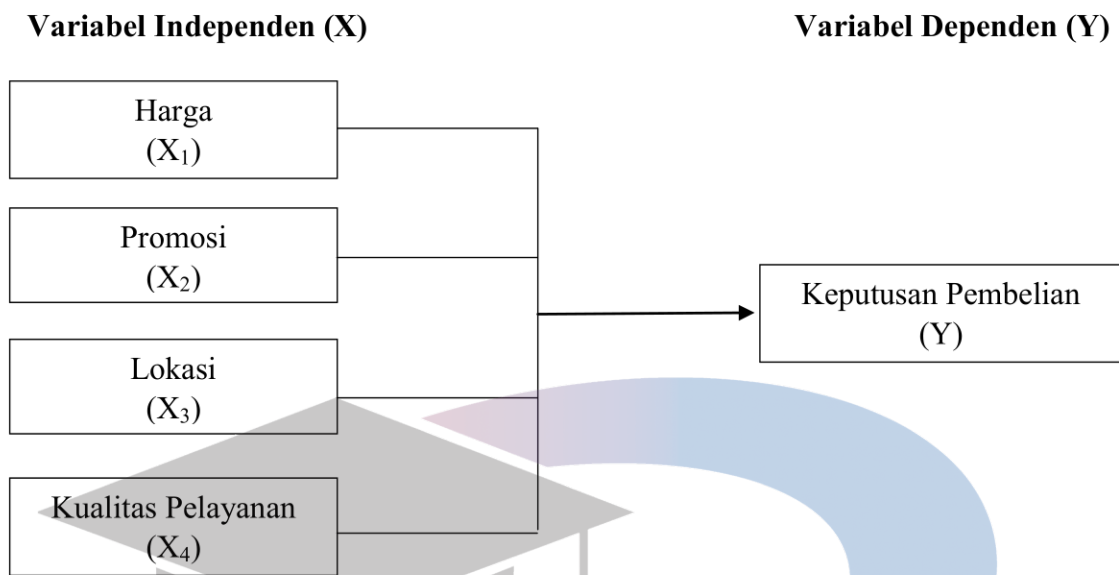 Variabel Independen (X)
Variabel Dependen (Y)
Harga
(X₁)
Promosi
(X₂)
Keputusan Pembelian
(Y)
Lokasi
(X₃)
Kualitas Pelayanan
(X₄)